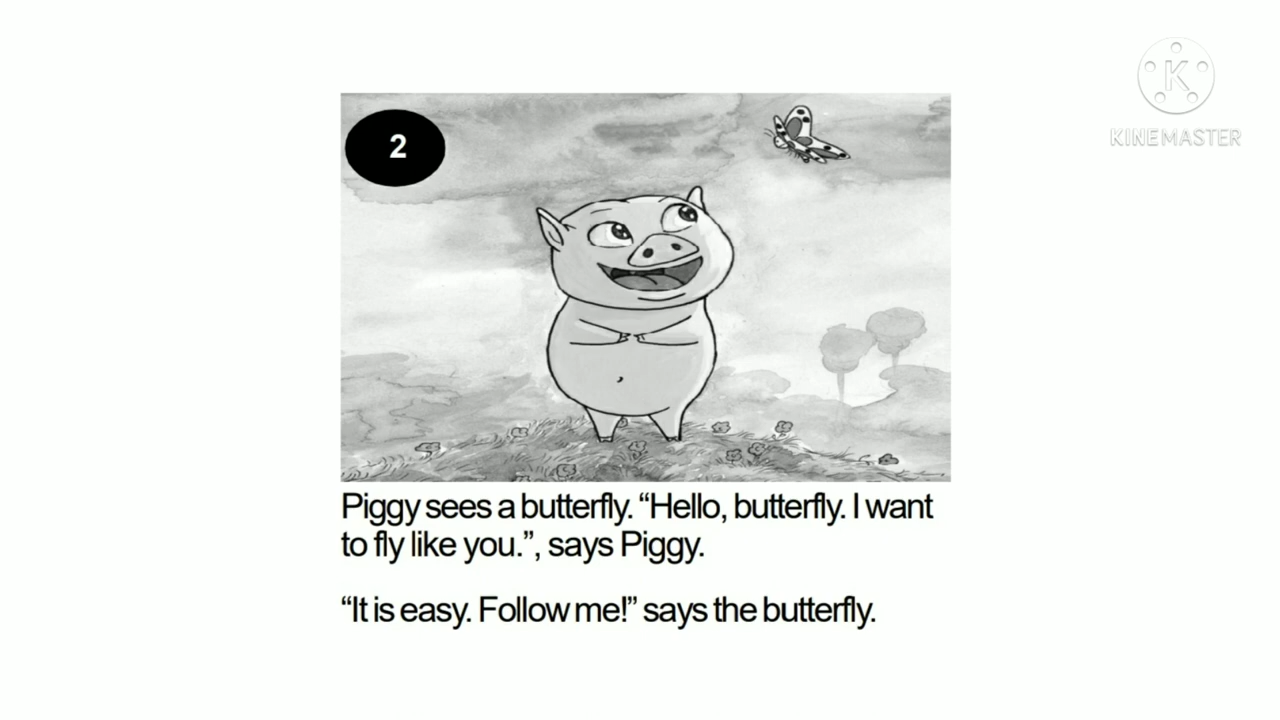 2
K
KINEMASTER
Piggy sees a butterfly. “Hello, butterfly. I want
to fly like you.”, says Piggy.
“It is easy. Follow me!” says the butterfly.